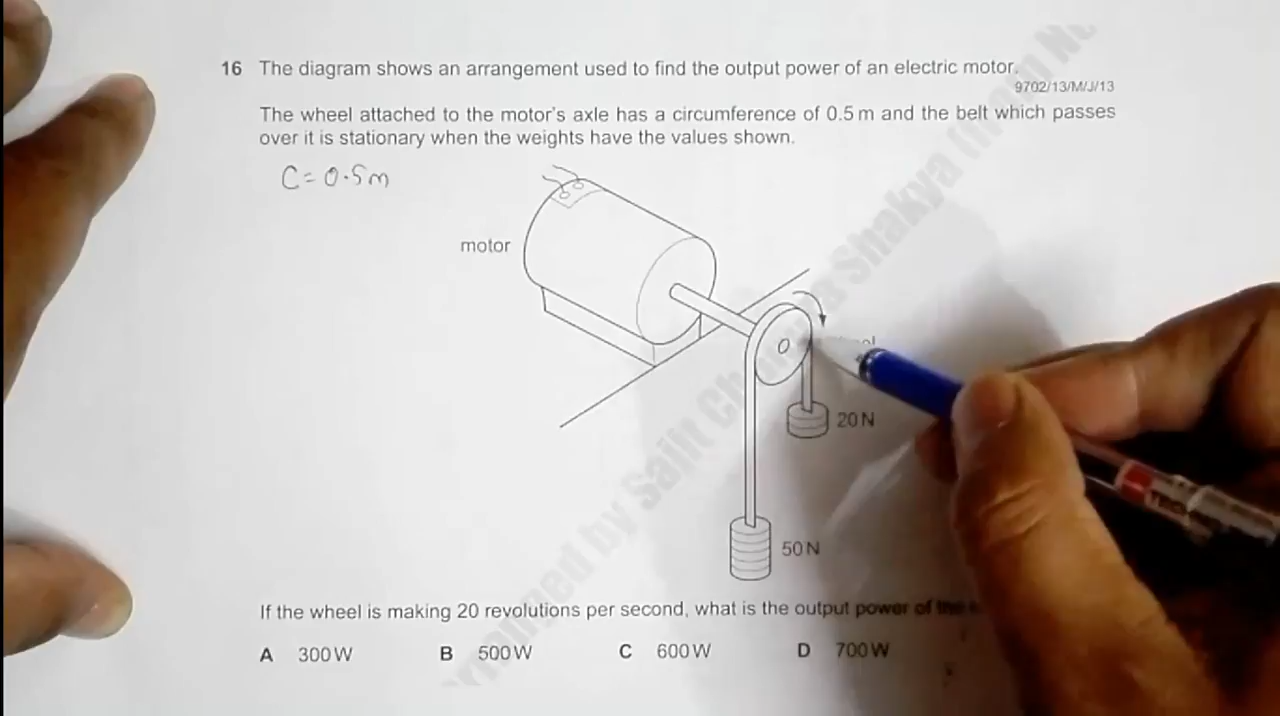 16 The diagram shows an arrangement used to find the output power of an electric motor.
9702/13/M/J/13
The wheel attached to the motor's axle has a circumference of 0.5 m and the belt which passes
over it is stationary when the weights have the values shown.
C = 0.5m
motor
20 N
50 N
If the wheel is making 20 revolutions per second, what is the output power of the
A 300 W B 500 W C 600 W D 700 W